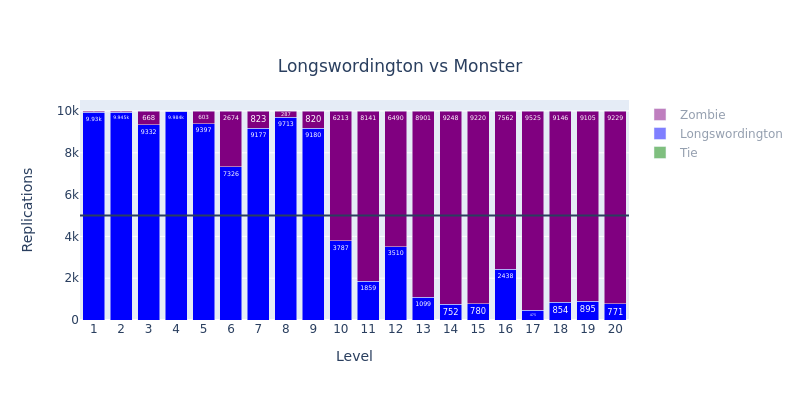 Longswordington vs Monster
10k
8k
6k
4k
2k
0
Replications
9.93k 9.945k 668 9.984k 603 2674 823 287 820 6213 8141 6490 8901 9248 9220 7562 9525 9146 9105 9229
9332 9397 7326 9177 9713 9180 3787 1859 3510 1099 752 780 2438 854 895 771
1 2 3 4 5 6 7 8 9 10 11 12 13 14 15 16 17 18 19 20
Level
Zombie
Longswordington
Tie